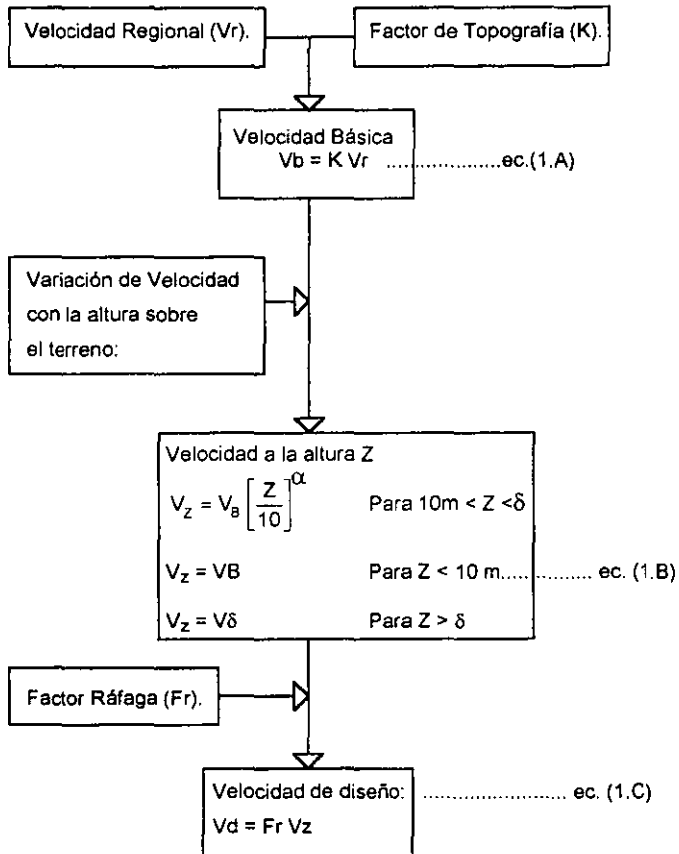 Velocidad Regional (Vr).
Factor de Topografía (K).
Velocidad Básica
Vb = K Vr ....................ec.(1.A)
Variación de Velocidad
con la altura sobre
el terreno:
Velocidad a la altura Z
V_Z = V_B [Z/10]^α Para 10m < Z <δ
V_Z = VB Para Z < 10 m............... ec. (1.B)
V_Z = Vδ Para Z > δ
Factor Ráfaga (Fr).
Velocidad de diseño: ......................... ec. (1.C)
Vd = Fr Vz